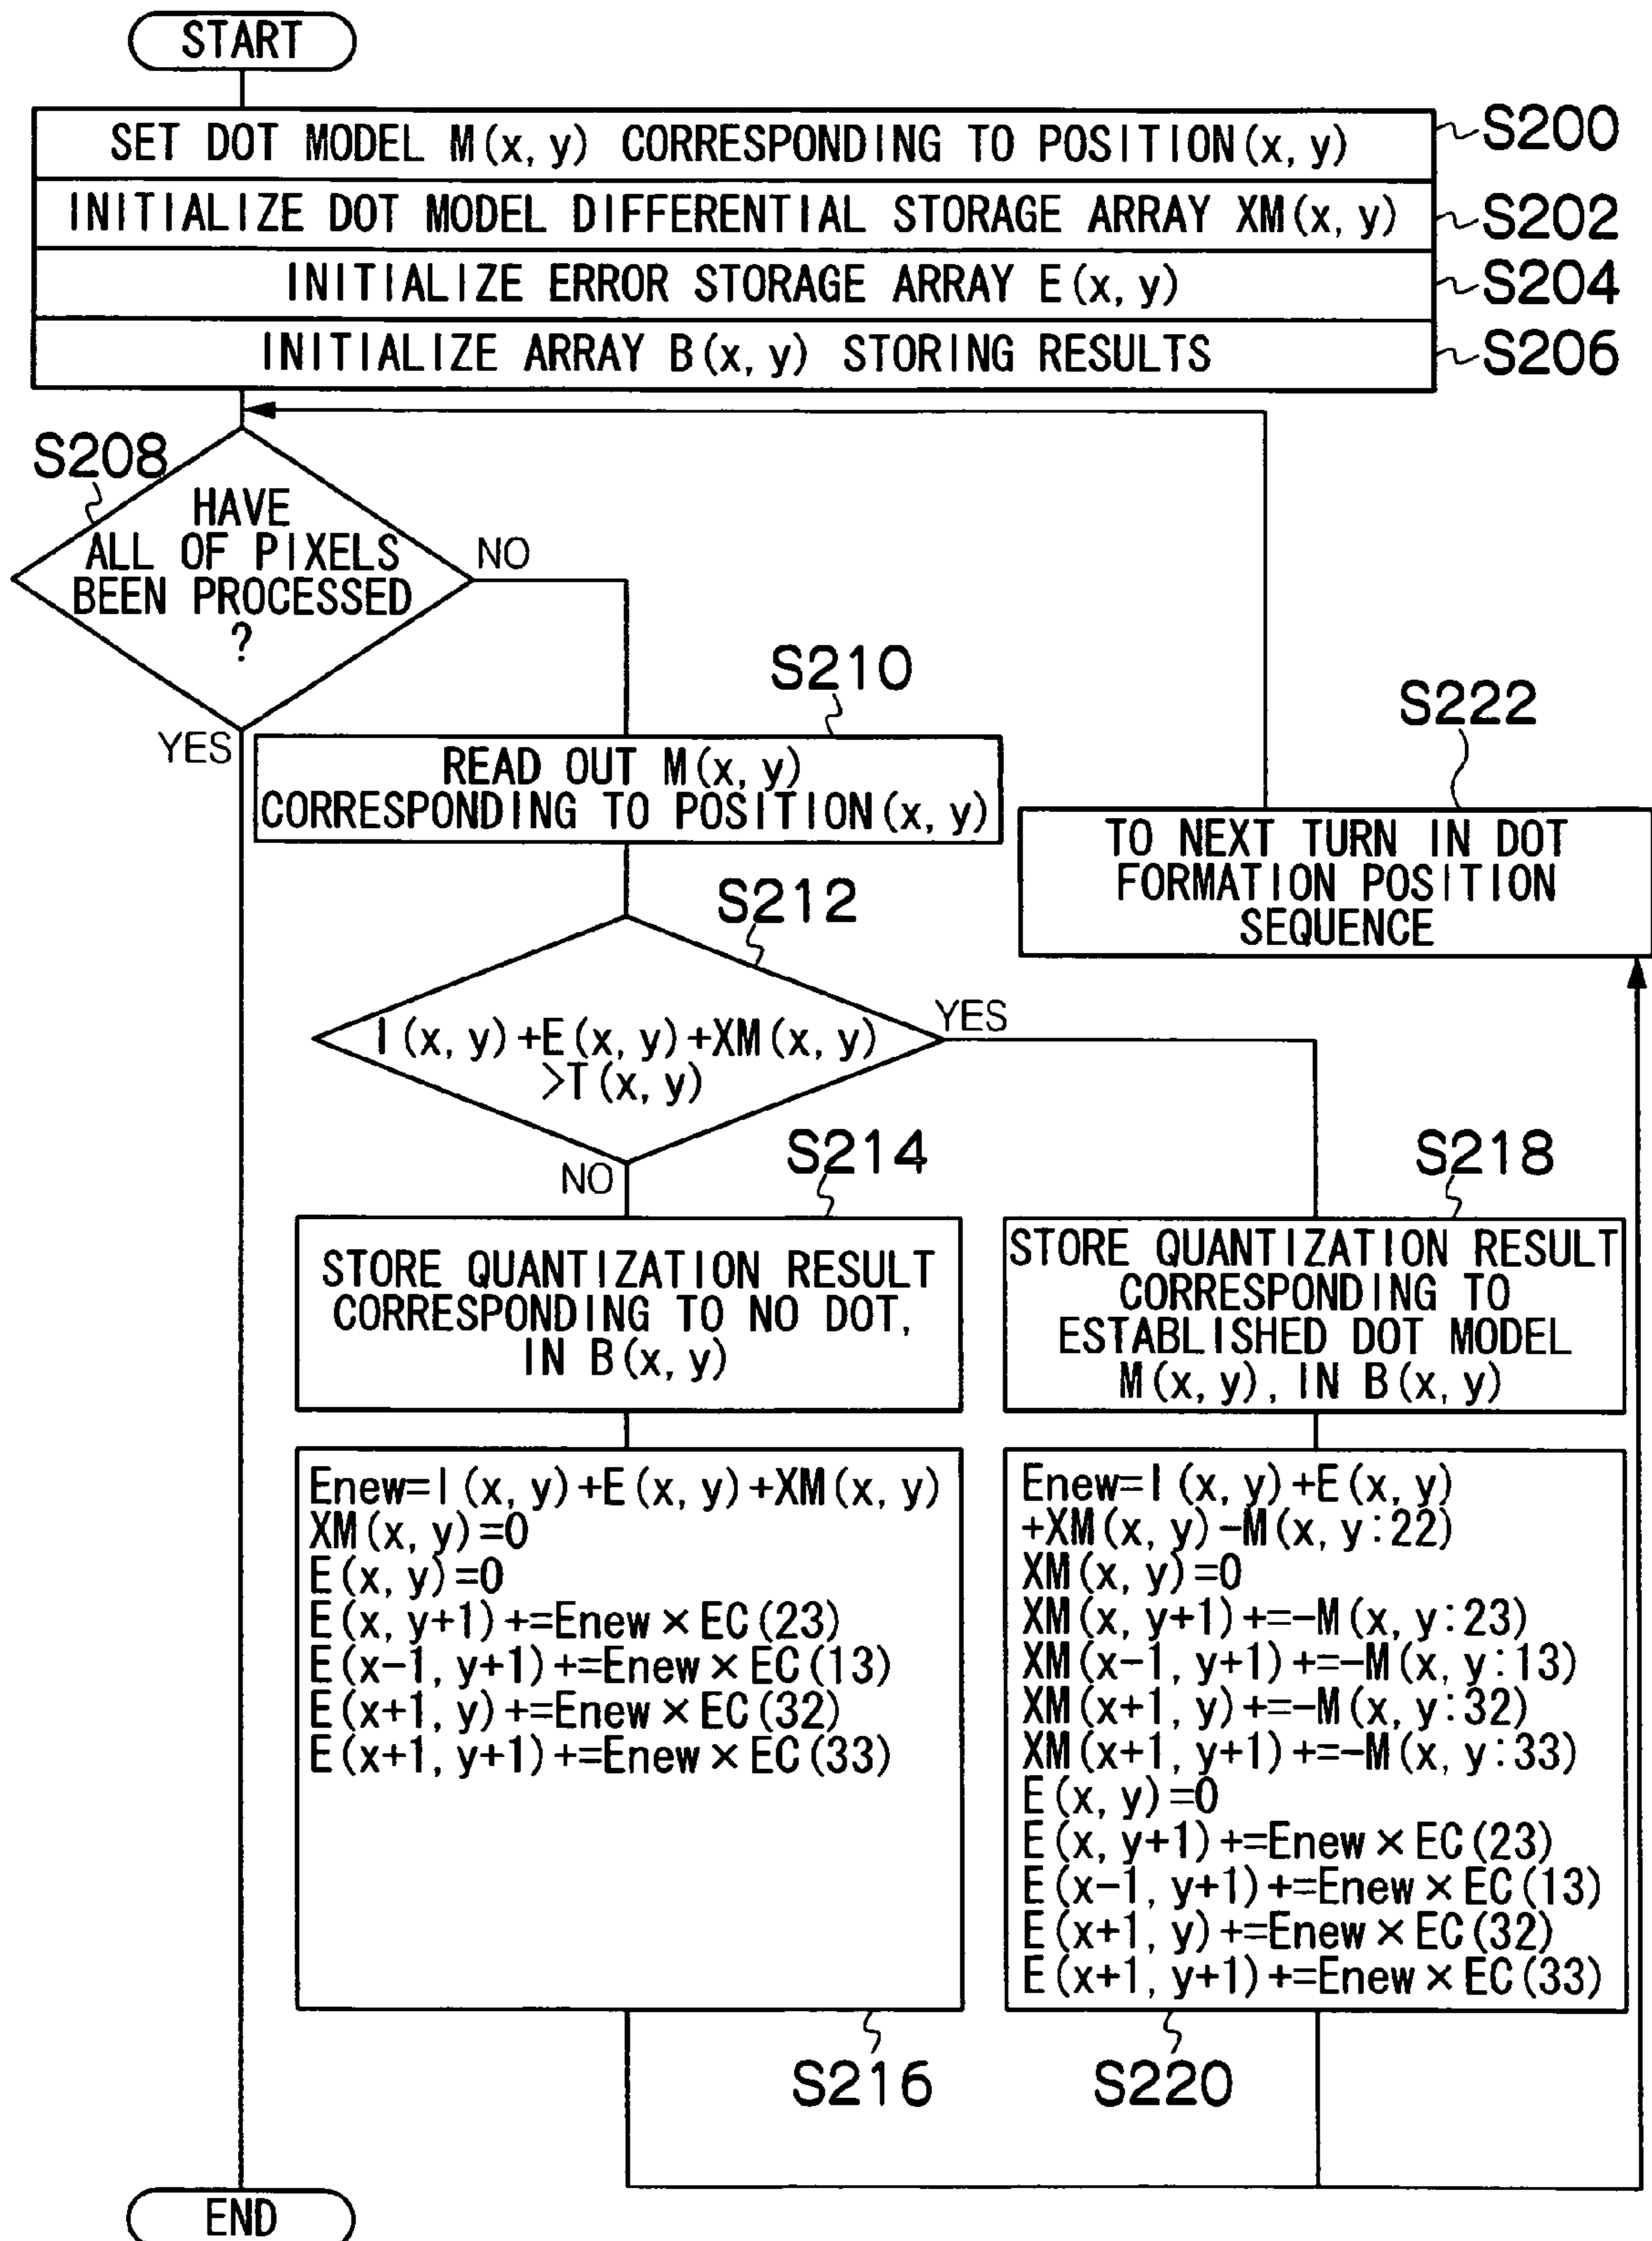 START
SET DOT MODEL M(x, y) CORRESPONDING TO POSITION(x, y)
S200
INITIALIZE DOT MODEL DIFFERENTIAL STORAGE ARRAY XM(x, y)
S202
INITIALIZE ERROR STORAGE ARRAY E(x, y)
S204
INITIALIZE ARRAY B(x, y) STORING RESULTS
S206
S208
HAVE
ALL OF PIXELS
BEEN PROCESSED
?
NO
YES
S210
READ OUT M(x, y)
CORRESPONDING TO POSITION(x, y)
S222
TO NEXT TURN IN DOT
FORMATION POSITION
SEQUENCE
S212
I(x, y)+E(x, y)+XM(x, y)
>T(x, y)
YES
NO
S214
STORE QUANTIZATION RESULT
CORRESPONDING TO NO DOT,
IN B(x, y)
S218
STORE QUANTIZATION RESULT
CORRESPONDING TO
ESTABLISHED DOT MODEL
M(x, y), IN B(x, y)
Enew=I(x, y)+E(x, y)+XM(x, y)
XM(x, y)=0
E(x, y)=0
E(x, y+1)+=Enew×EC(23)
E(x-1, y+1)+=Enew×EC(13)
E(x+1, y)+=Enew×EC(32)
E(x+1, y+1)+=Enew×EC(33)
S216
Enew=I(x, y)+E(x, y)
+XM(x, y)-M(x, y:22)
XM(x, y)=0
XM(x, y+1)+=-M(x, y:23)
XM(x-1, y+1)+=-M(x, y:13)
XM(x+1, y)+=-M(x, y:32)
XM(x+1, y+1)+=-M(x, y:33)
E(x, y)=0
E(x, y+1)+=Enew×EC(23)
E(x-1, y+1)+=Enew×EC(13)
E(x+1, y)+=Enew×EC(32)
E(x+1, y+1)+=Enew×EC(33)
S220
END